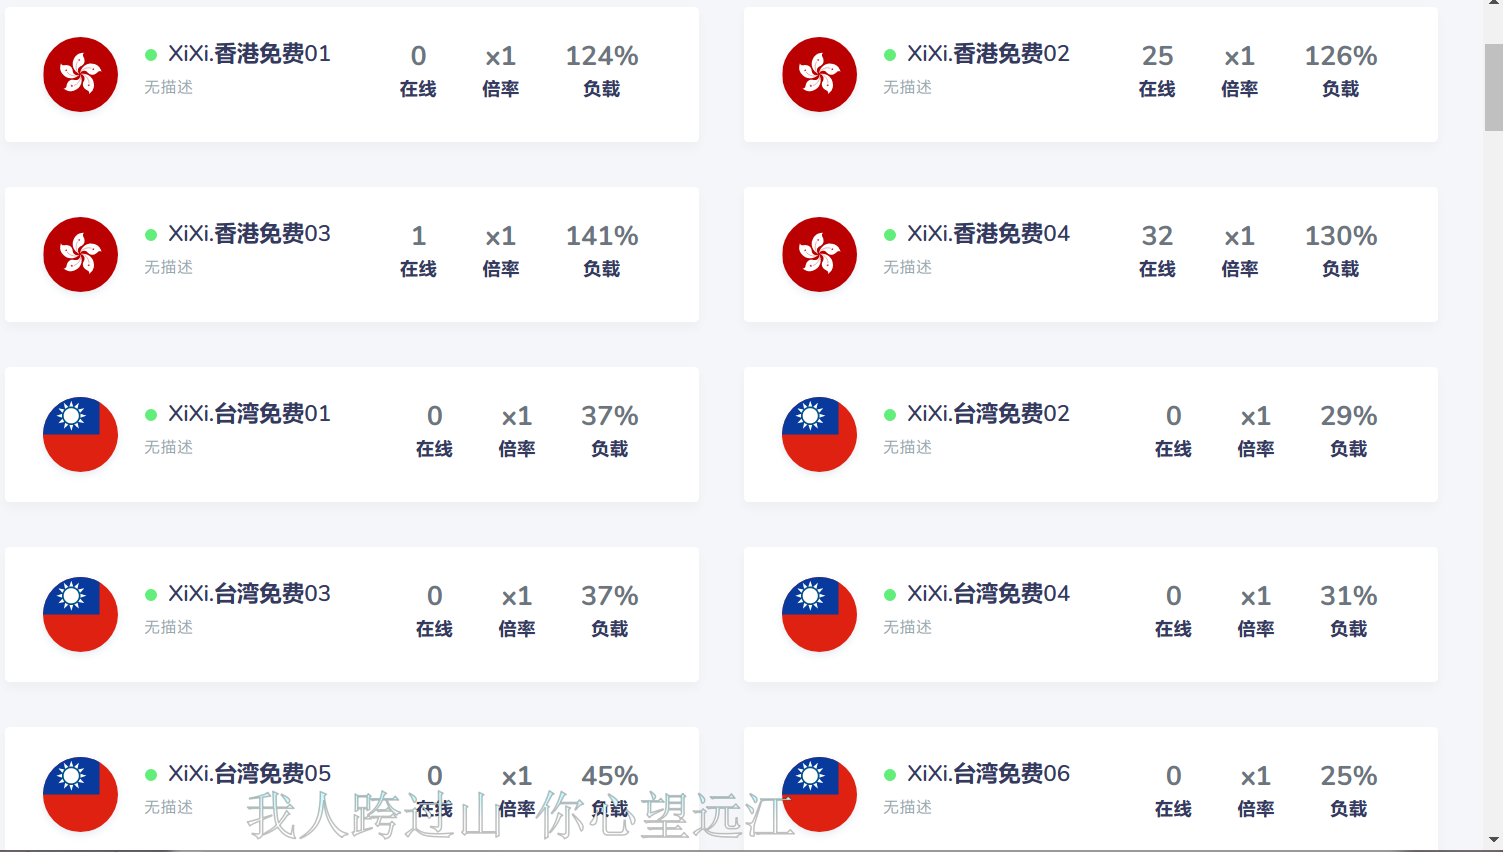 XiXi.香港免费01
0 x1 124%
无描述
在线 倍率 负载
XiXi.香港免费02
25 x1 126%
无描述
在线 倍率 负载
XiXi.香港免费03
1 x1 141%
无描述
在线 倍率 负载
XiXi.香港免费04
32 x1 130%
无描述
在线 倍率 负载
XiXi.台湾免费01
0 x1 37%
无描述
在线 倍率 负载
XiXi.台湾免费02
0 x1 29%
无描述
在线 倍率 负载
XiXi.台湾免费03
0 x1 37%
无描述
在线 倍率 负载
XiXi.台湾免费04
0 x1 31%
无描述
在线 倍率 负载
XiXi.台湾免费05
0 x1 45%
无描述
在线 倍率 负载
XiXi.台湾免费06
0 x1 25%
无描述
在线 倍率 负载
我人跨过山 你心望远江